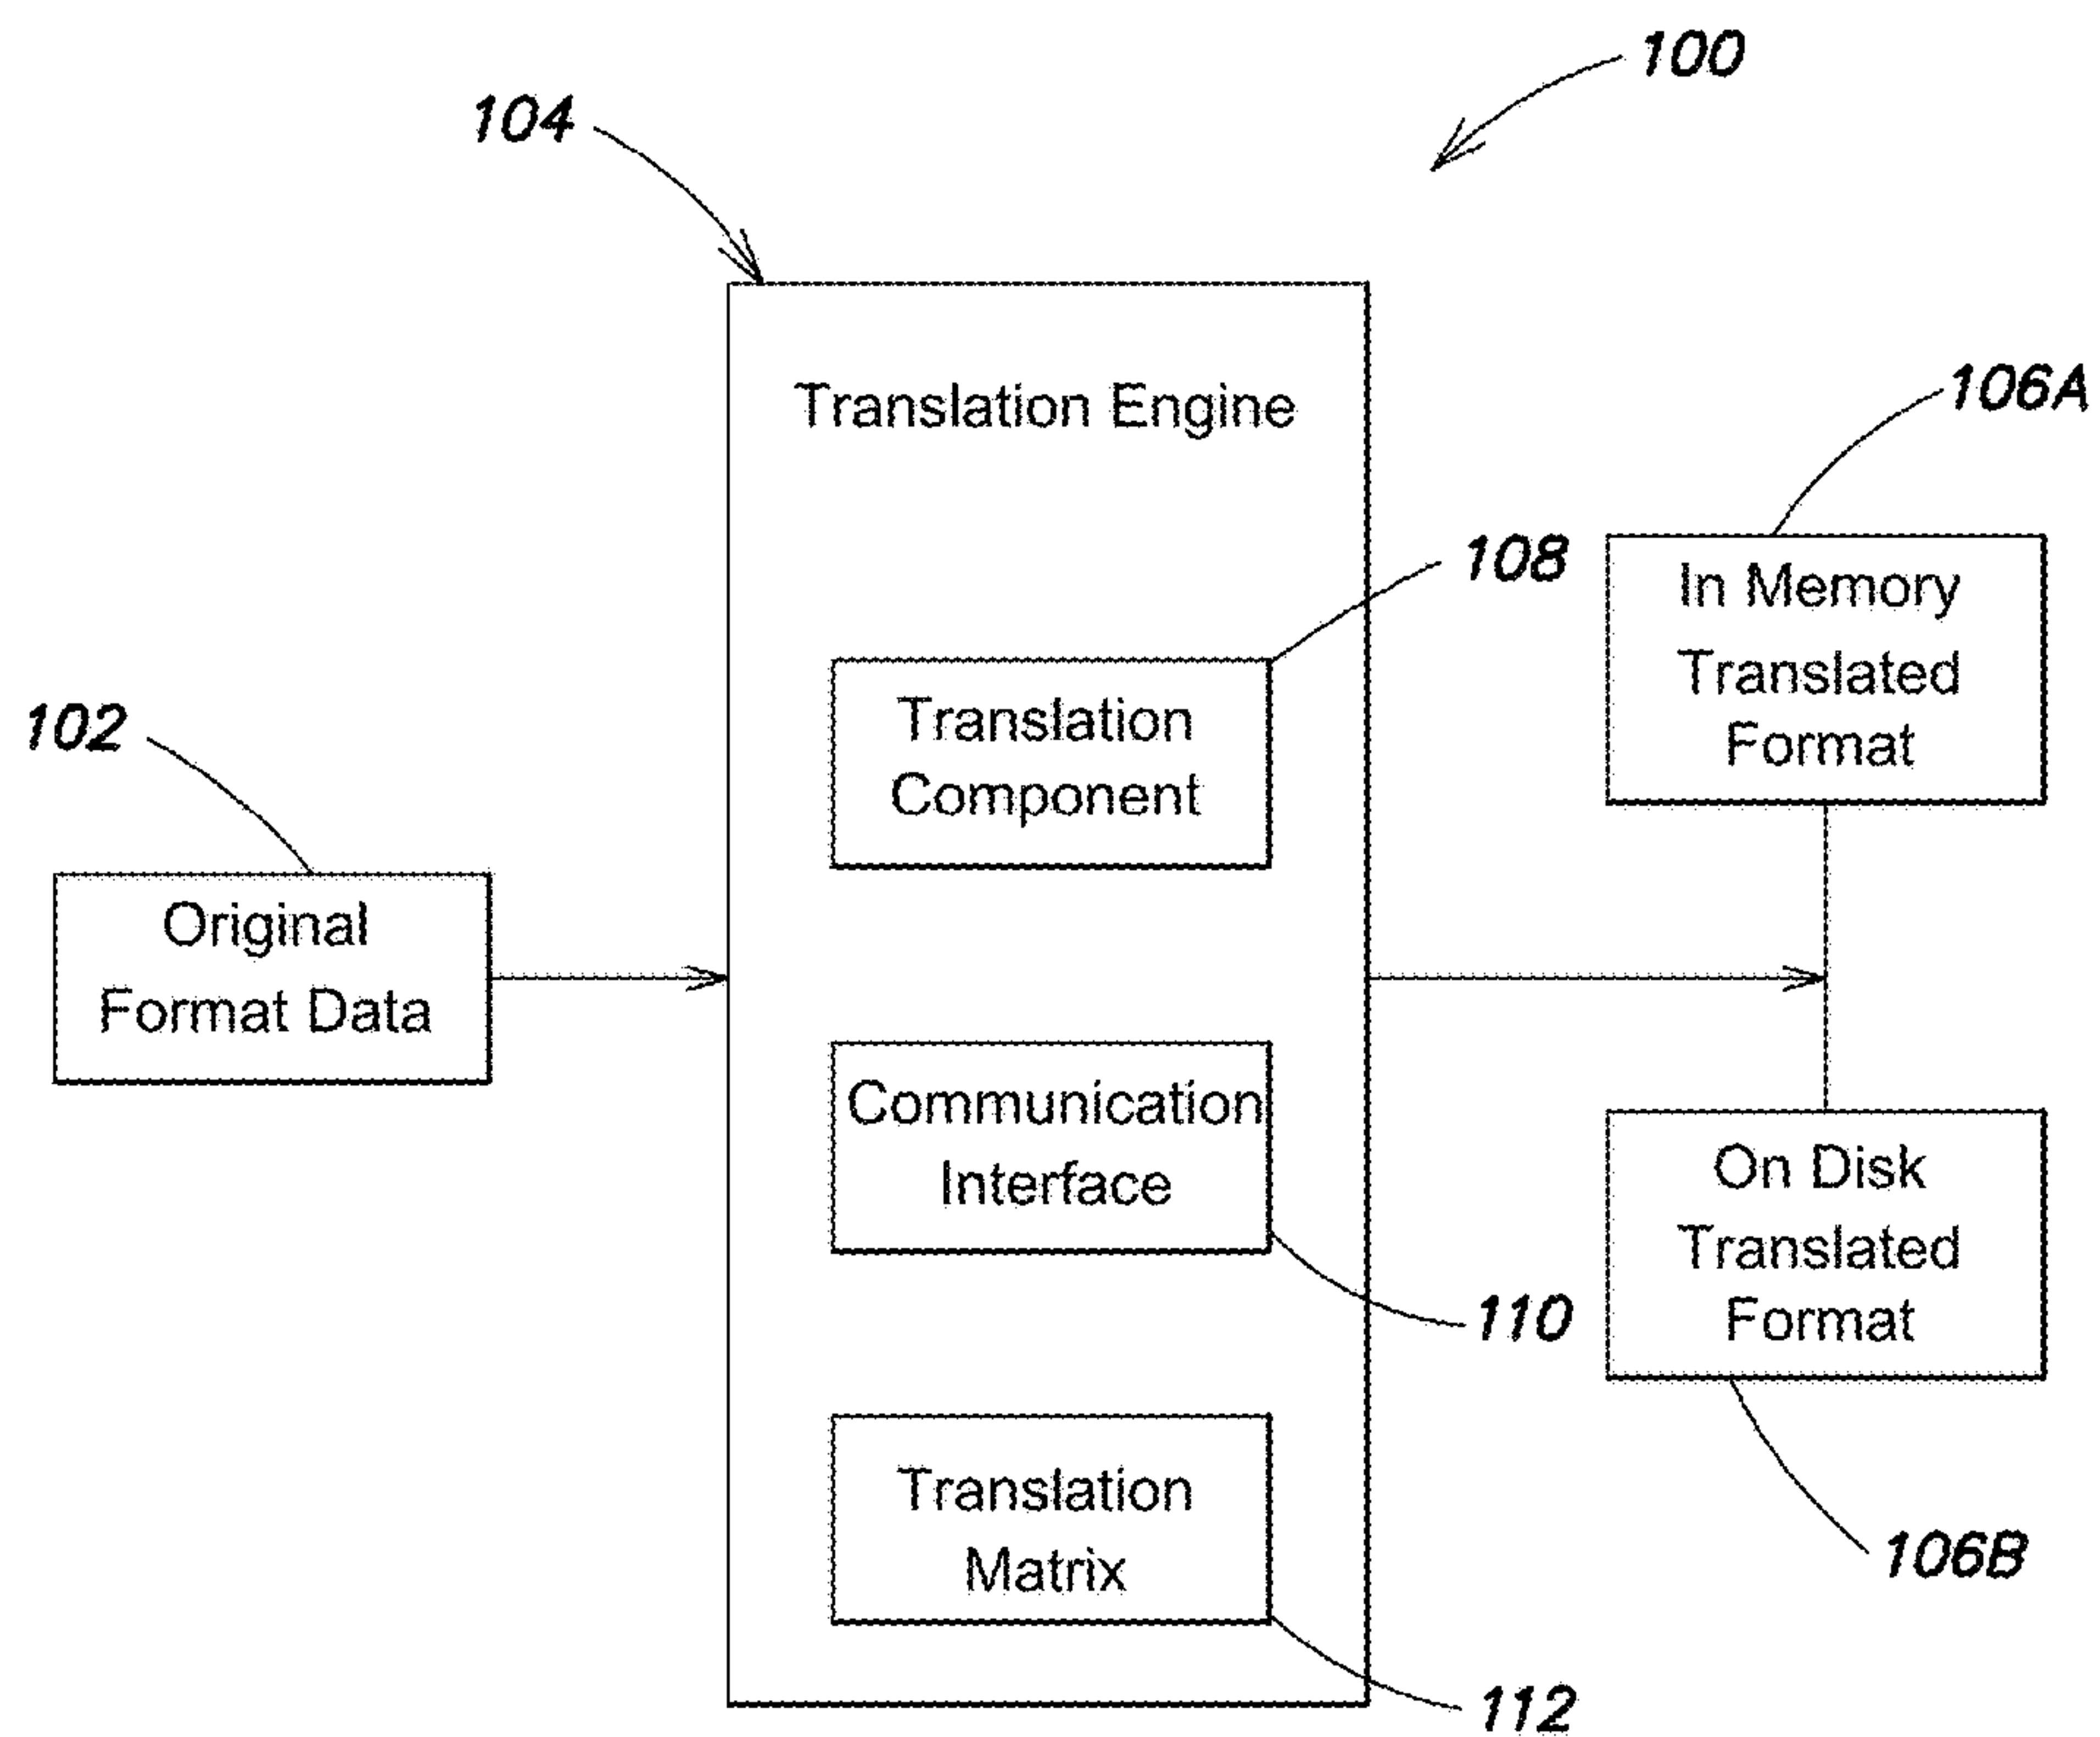 100
104
Translation Engine
106A
108
In Memory
Translated
Format
Translation
Component
102
Original
Format Data
Communication
Interface
110
On Disk
Translated
Format
106B
Translation
Matrix
112